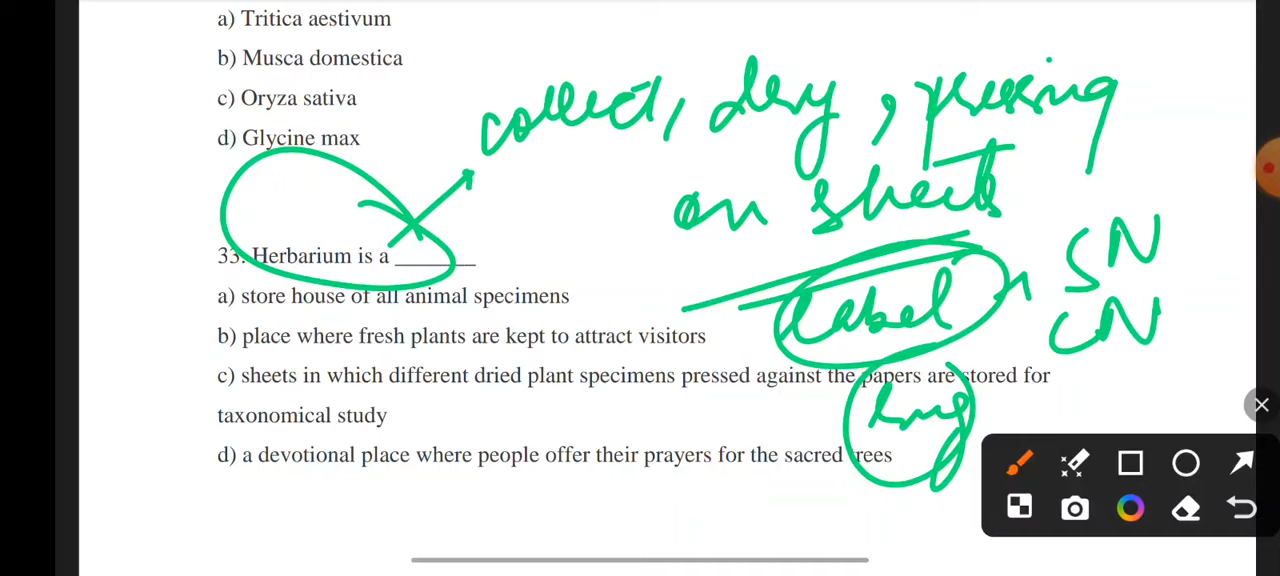 a) Tritica aestivum
b) Musca domestica
c) Oryza sativa
d) Glycine max
collect, dry, pressing
on sheets
33. Herbarium is a ________
SN
a) store house of all animal specimens
label
CN
b) place where fresh plants are kept to attract visitors
c) sheets in which different dried plant specimens pressed against the papers are stored for
taxonomical study
d) a devotional place where people offer their prayers for the sacred trees